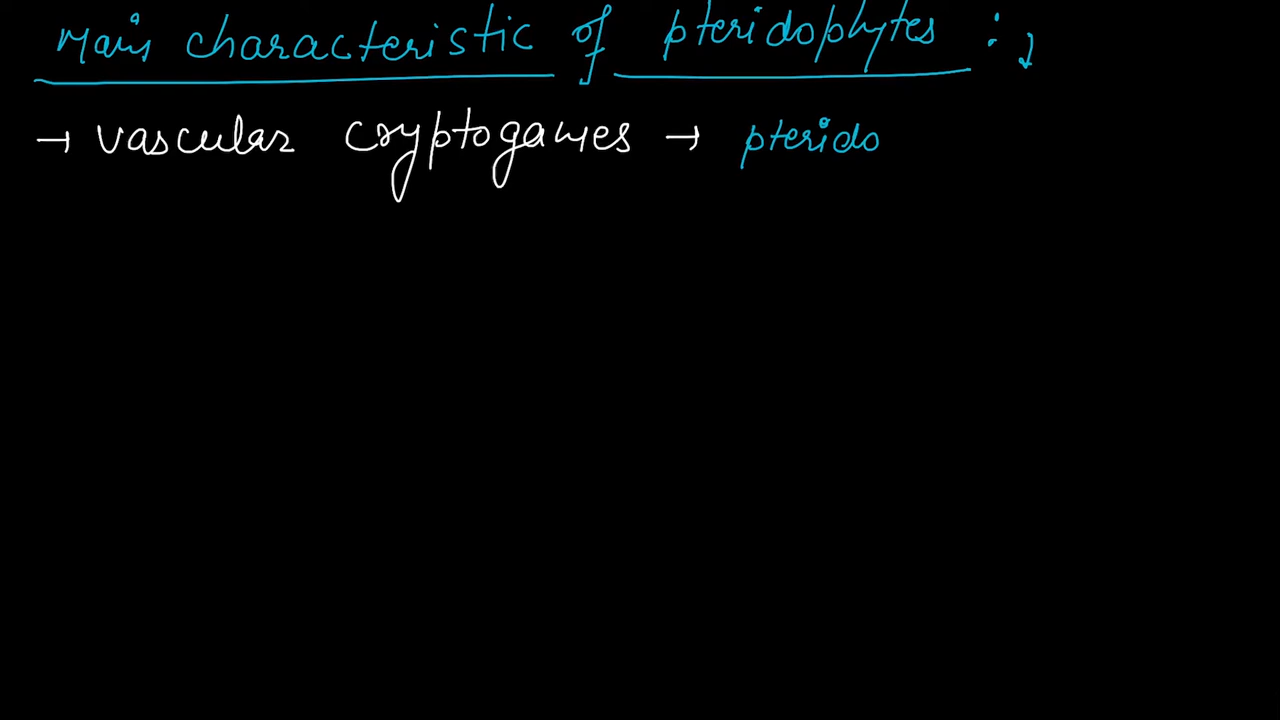 Main characteristic of pteridophytes :↓
→ vascular cryptogames → pterido